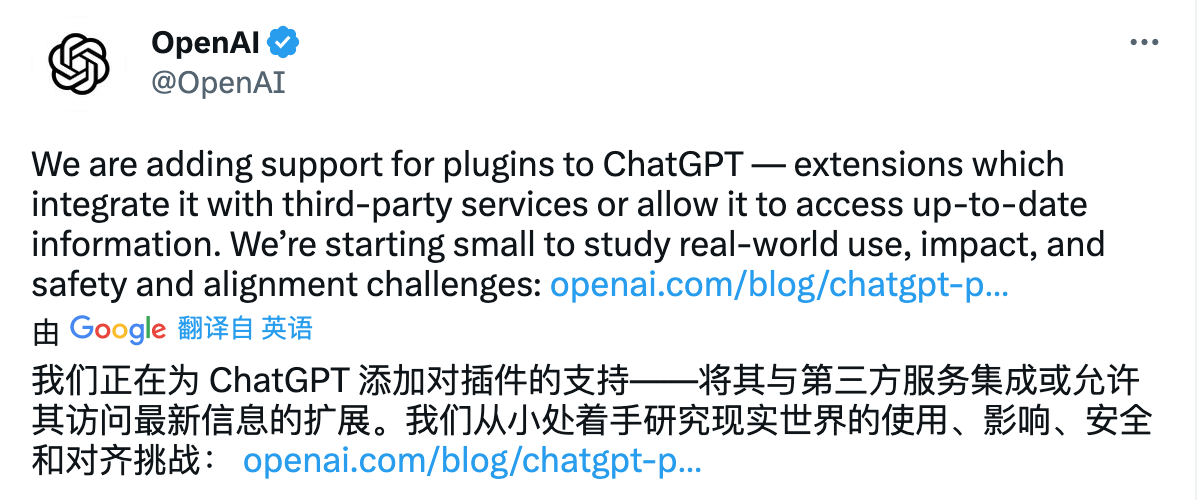 OpenAI
@OpenAI
We are adding support for plugins to ChatGPT — extensions which
integrate it with third-party services or allow it to access up-to-date
information. We’re starting small to study real-world use, impact, and
safety and alignment challenges: openai.com/blog/chatgpt-p…
由 Google 翻译自 英语
我们正在为 ChatGPT 添加对插件的支持——将其与第三方服务集成或允许
其访问最新信息的扩展。我们从小处着手研究现实世界的使用、影响、安全
和对齐挑战： openai.com/blog/chatgpt-p…